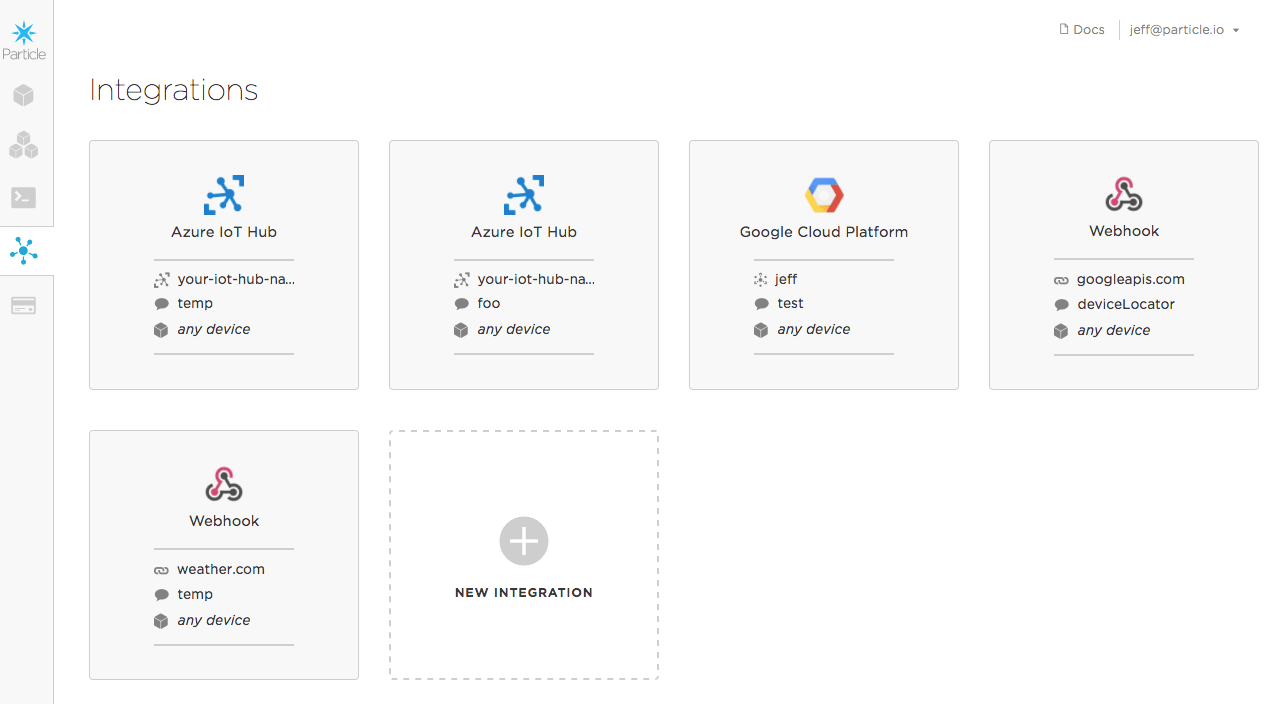 Particle
Docs
jeff@particle.io
Integrations
Azure IoT Hub
your-iot-hub-na...
temp
any device
Azure IoT Hub
your-iot-hub-na...
foo
any device
Google Cloud Platform
jeff
test
any device
Webhook
googleapis.com
deviceLocator
any device
Webhook
weather.com
temp
any device
NEW INTEGRATION